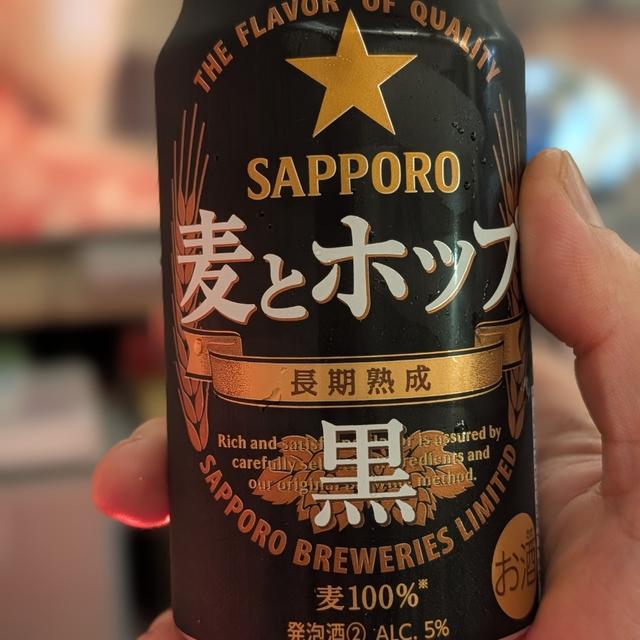 THE FLAVOR OF QUALITY
SAPPORO
麦とホップ
長期熟成
Rich and is assured by
carefully and
our original method.
黒
SAPPORO BREWERIES LIMITED
麦100%※
お酒
発泡酒② ALC. 5%